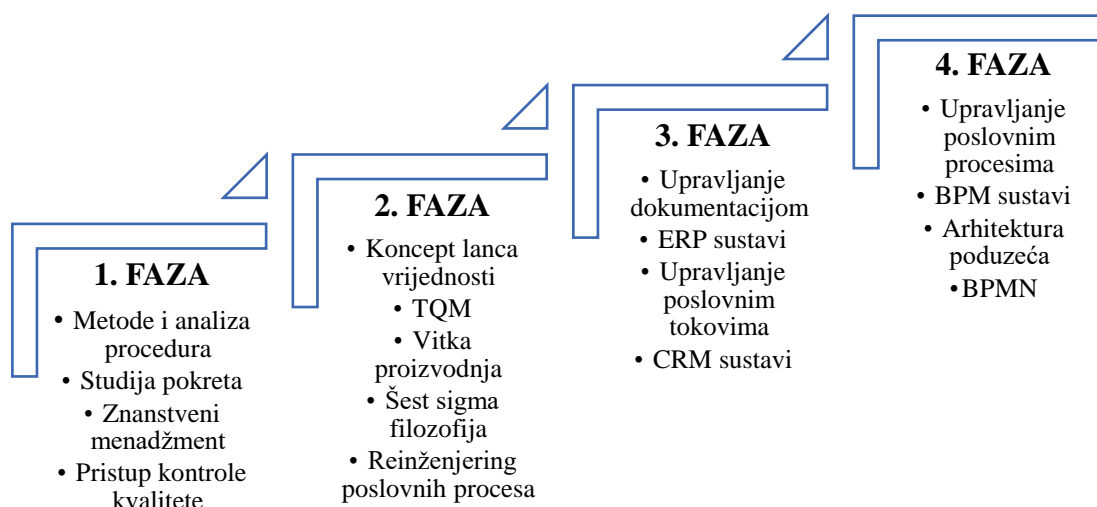 1. FAZA
• Metode i analiza
procedura
• Studija pokreta
• Znanstveni
menadžment
• Pristup kontrole
kvalitete
2. FAZA
• Koncept lanca
vrijednosti
• TQM
• Vitka
proizvodnja
• Šest sigma
filozofija
• Reinženjering
poslovnih procesa
3. FAZA
• Upravljanje
dokumentacijom
• ERP sustavi
• Upravljanje
poslovnim
tokovima
• CRM sustavi
4. FAZA
• Upravljanje
poslovnim
procesima
• BPM sustavi
• Arhitektura
poduzeća
•BPMN